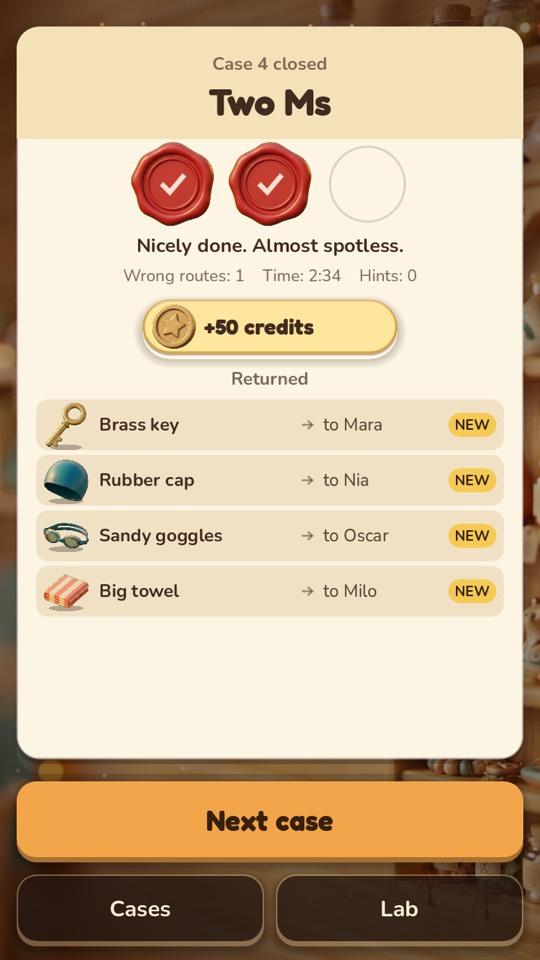 Case 4 closed
Two Ms
Nicely done. Almost spotless.
Wrong routes: 1 Time: 2:34 Hints: 0
+50 credits
Returned
Brass key → to Mara NEW
Rubber cap → to Nia NEW
Sandy goggles → to Oscar NEW
Big towel → to Milo NEW
Next case
Cases Lab